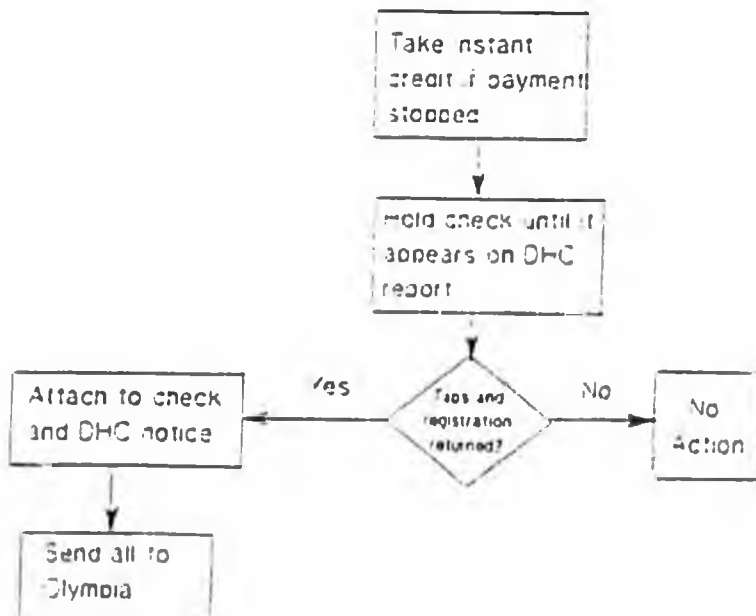 Take instant
credit if payment
stopped
Hold check until it
appears on DHC
report
Tabs and
registration
returned?
Yes
No
Attach to check
and DHC notice
No
Action
Send all to
Olympia